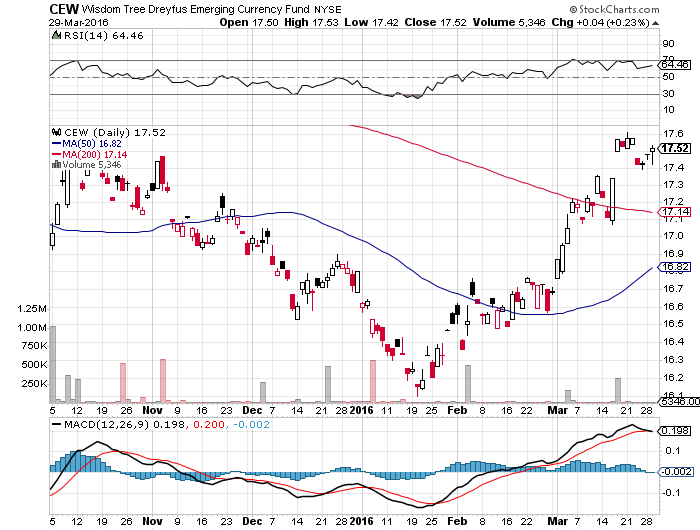 CEW Wisdom Tree Dreyfus Emerging Currency Fund NYSE © StockCharts.com
29-Mar-2016 Open 17.50 High 17.53 Low 17.42 Close 17.52 Volume 5,346 Chg +0.04 (+0.23%)
RSI(14) 64.46
90
70
64.46
50
30
10
CEW (Daily) 17.52
MA(50) 16.82
MA(200) 17.14
Volume 5,346
17.6
17.52
17.4
17.3
17.2
17.14
17.1
17.0
16.9
16.82
16.7
16.6
16.5
16.4
16.3
16.2
16.1
1.25M
1.00M
750K
500K
250K
5346.00
5 12 19 26 Nov 9 16 23 Dec 7 14 21 28 2016 11 19 25 Feb 8 16 22 Mar 7 14 21 28
MACD(12,26,9) 0.198, 0.200, -0.002
0.198
0.1
-0.002
-0.1
5 12 19 26 Nov 9 16 23 Dec 7 14 21 28 2016 11 19 25 Feb 8 16 22 Mar 7 14 21 28